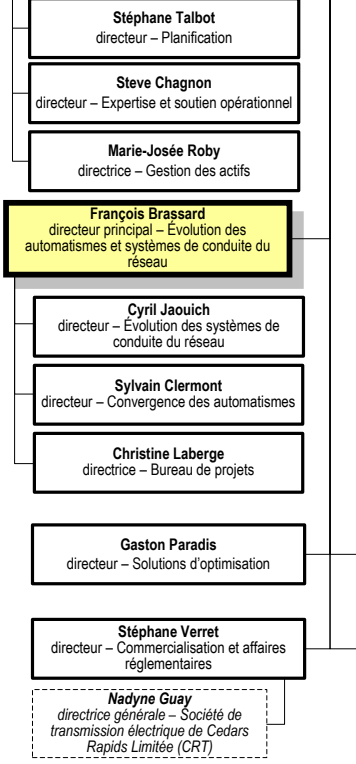 Stéphane Talbot
directeur – Planification
Steve Chagnon
directeur – Expertise et soutien opérationnel
Marie-Josée Roby
directrice – Gestion des actifs
François Brassard
directeur principal – Évolution des
automatismes et systèmes de conduite du
réseau
Cyril Jaouich
directeur – Évolution des systèmes de
conduite du réseau
Sylvain Clermont
directeur – Convergence des automatismes
Christine Laberge
directrice – Bureau de projets
Gaston Paradis
directeur – Solutions d'optimisation
Stéphane Verret
directeur – Commercialisation et affaires
réglementaires
Nadyne Guay
directrice générale – Société de
transmission électrique de Cedars
Rapids Limitée (CRT)